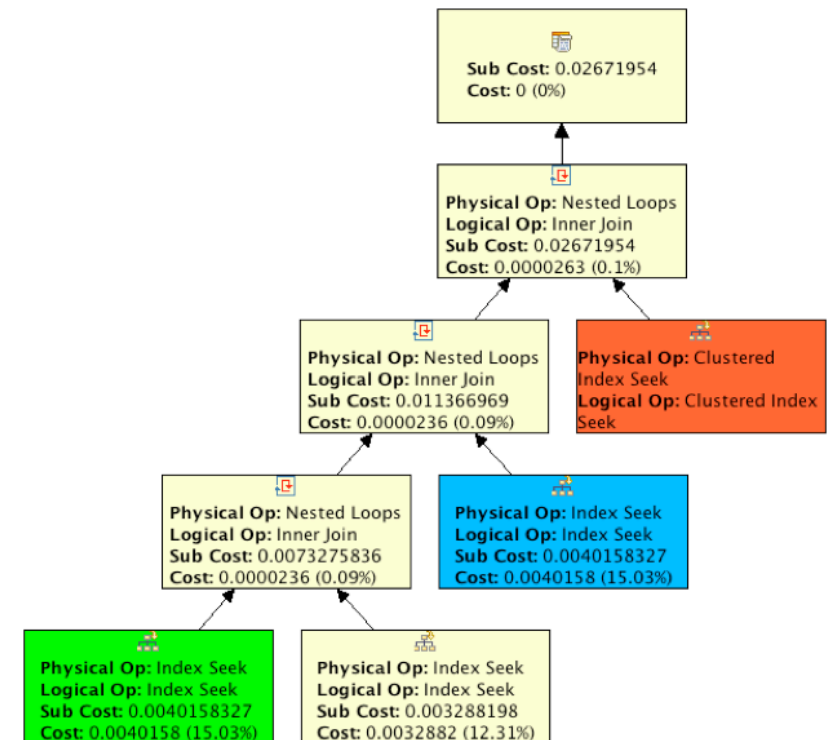 Sub Cost: 0.02671954
Cost: 0 (0%)
Physical Op: Nested Loops
Logical Op: Inner Join
Sub Cost: 0.02671954
Cost: 0.0000263 (0.1%)
Physical Op: Nested Loops
Logical Op: Inner Join
Sub Cost: 0.011366969
Cost: 0.0000236 (0.09%)
Physical Op: Clustered
Index Seek
Logical Op: Clustered Index
Seek
Physical Op: Nested Loops
Logical Op: Inner Join
Sub Cost: 0.0073275836
Cost: 0.0000236 (0.09%)
Physical Op: Index Seek
Logical Op: Index Seek
Sub Cost: 0.0040158327
Cost: 0.0040158 (15.03%)
Physical Op: Index Seek
Logical Op: Index Seek
Sub Cost: 0.0040158327
Cost: 0.0040158 (15.03%)
Physical Op: Index Seek
Logical Op: Index Seek
Sub Cost: 0.003288198
Cost: 0.0032882 (12.31%)